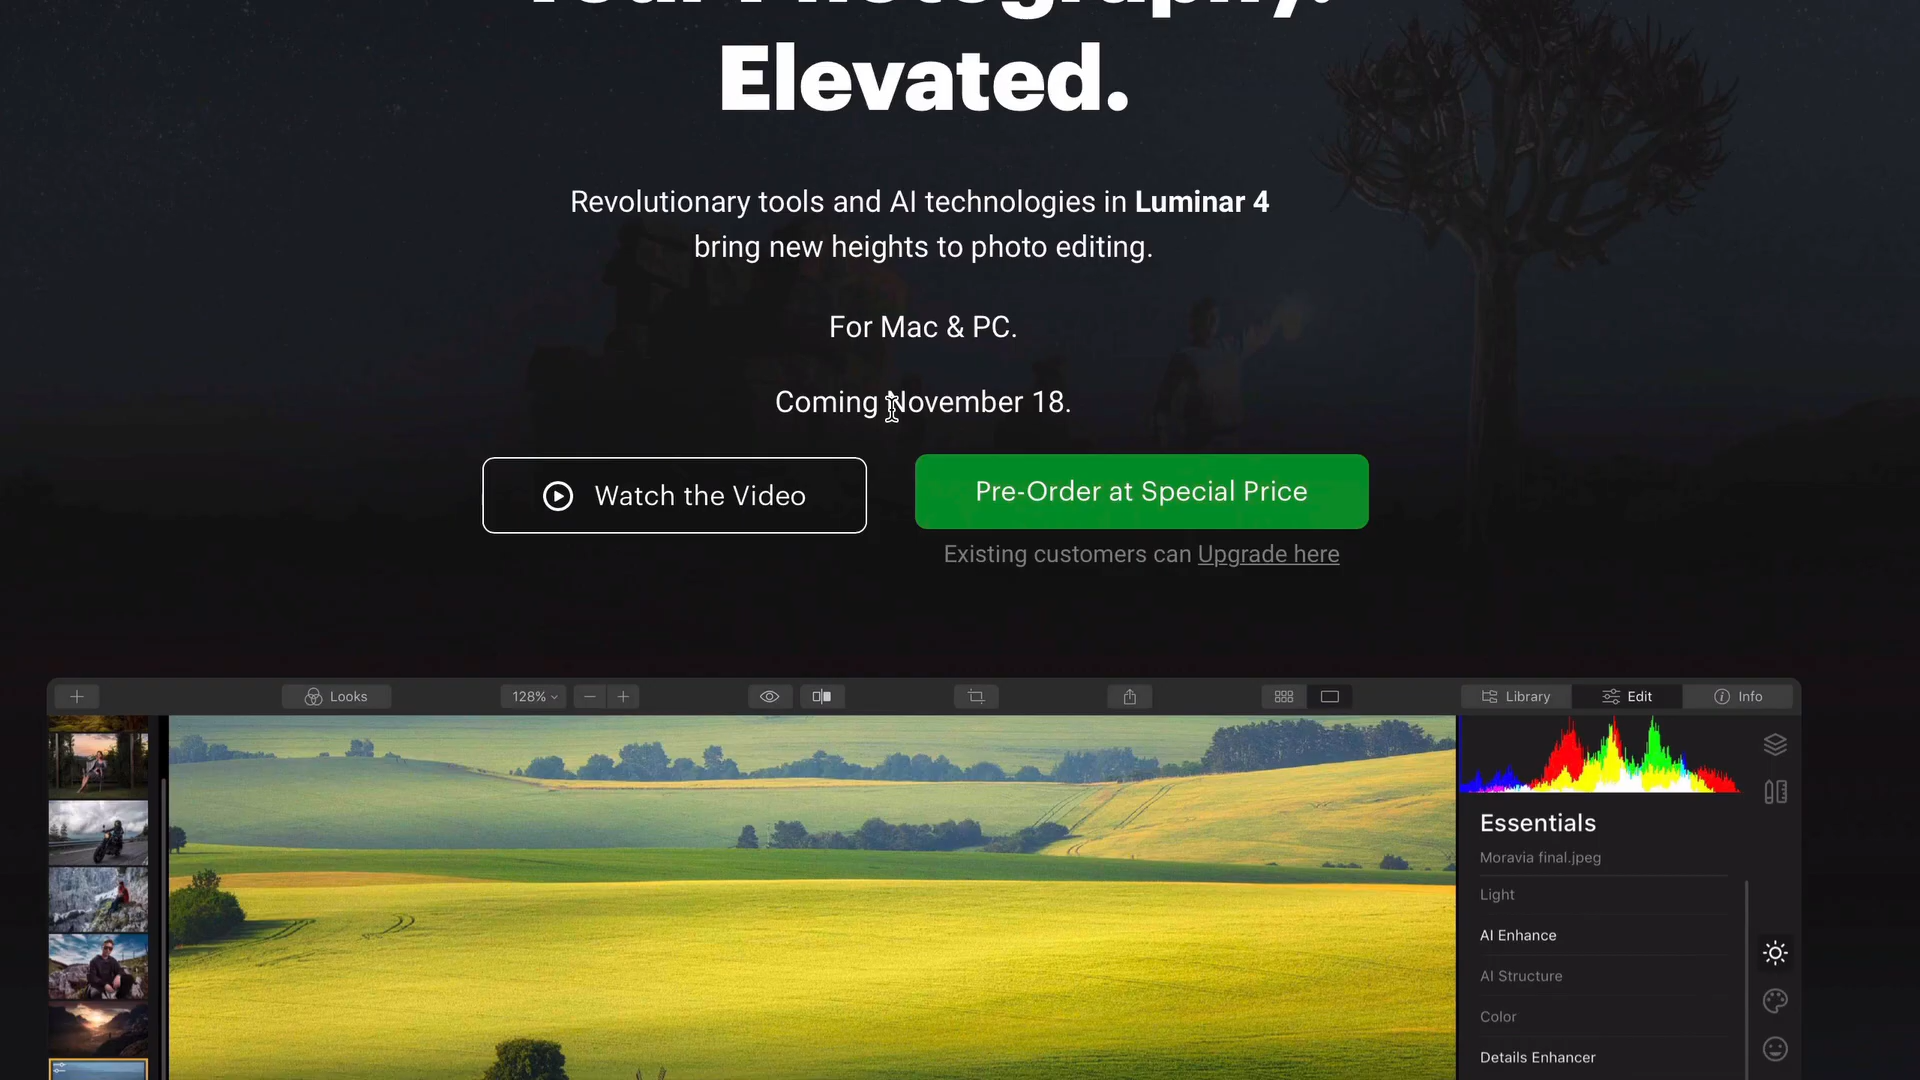 Your Photography.
Elevated.
Revolutionary tools and AI technologies in Luminar 4
bring new heights to photo editing.
For Mac & PC.
Coming November 18.
Watch the Video
Pre-Order at Special Price
Existing customers can Upgrade here
Looks
128%
Library
Edit
Info
Essentials
Moravia final.jpeg
Light
AI Enhance
AI Structure
Color
Details Enhancer